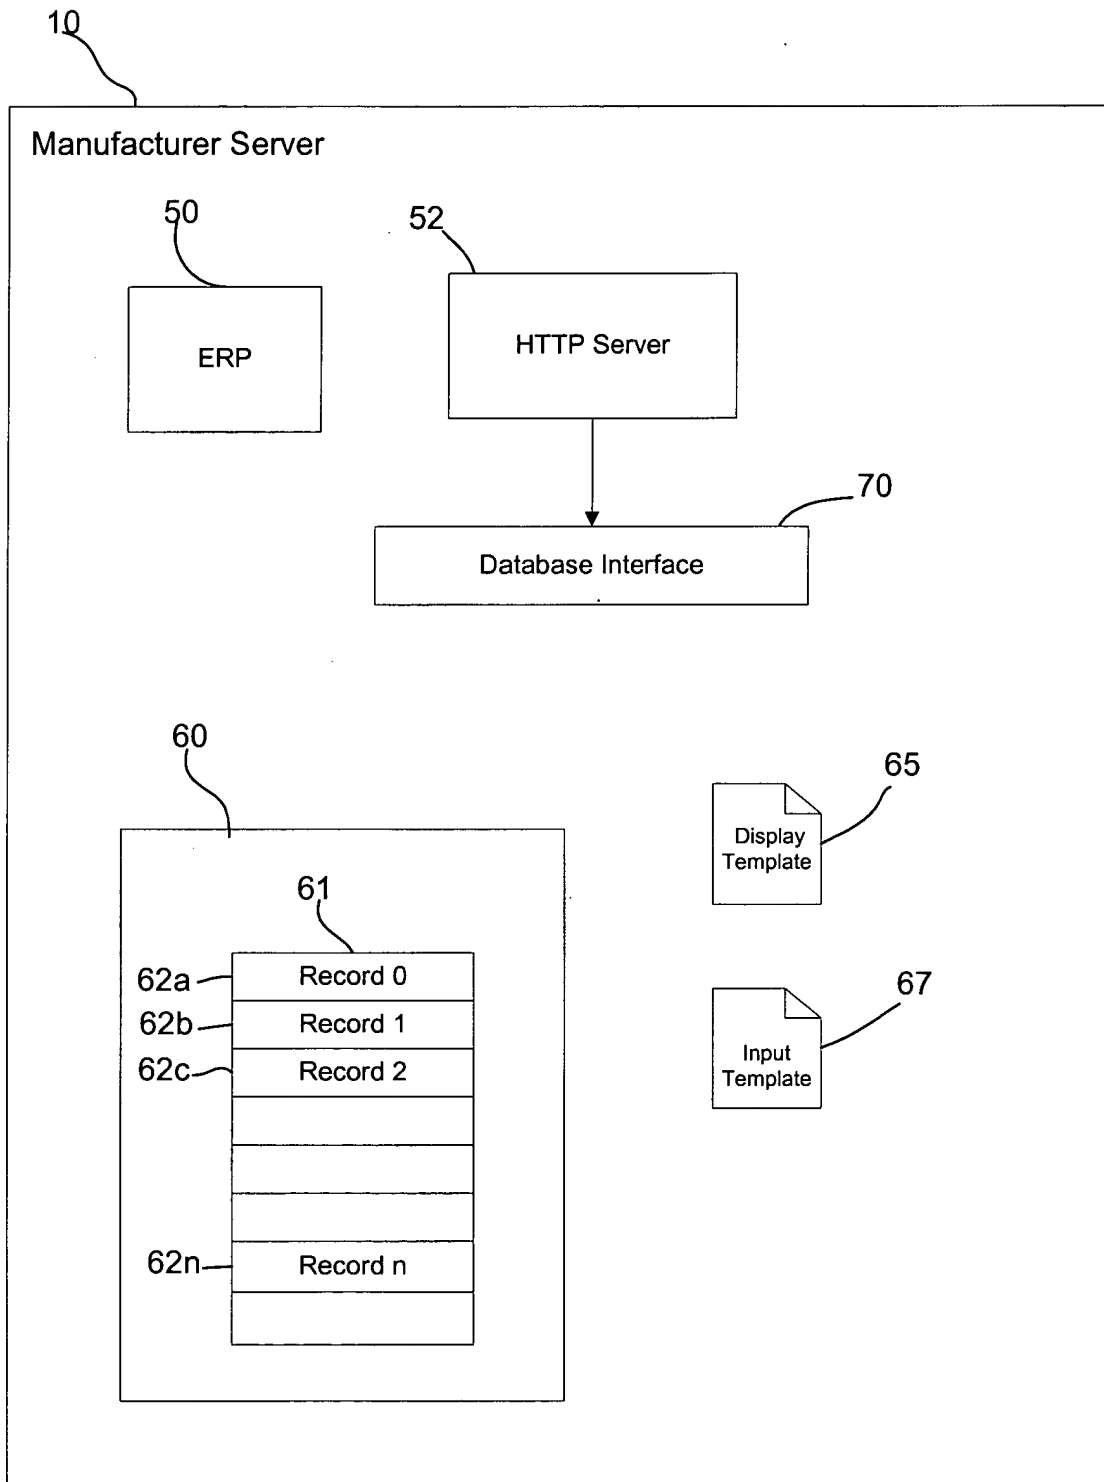 10
Manufacturer Server
50
52
ERP
HTTP Server
70
Database Interface
60
65
Display
Template
61
62a
Record 0
67
62b
Record 1
62c
Record 2
Input
Template
62n
Record n